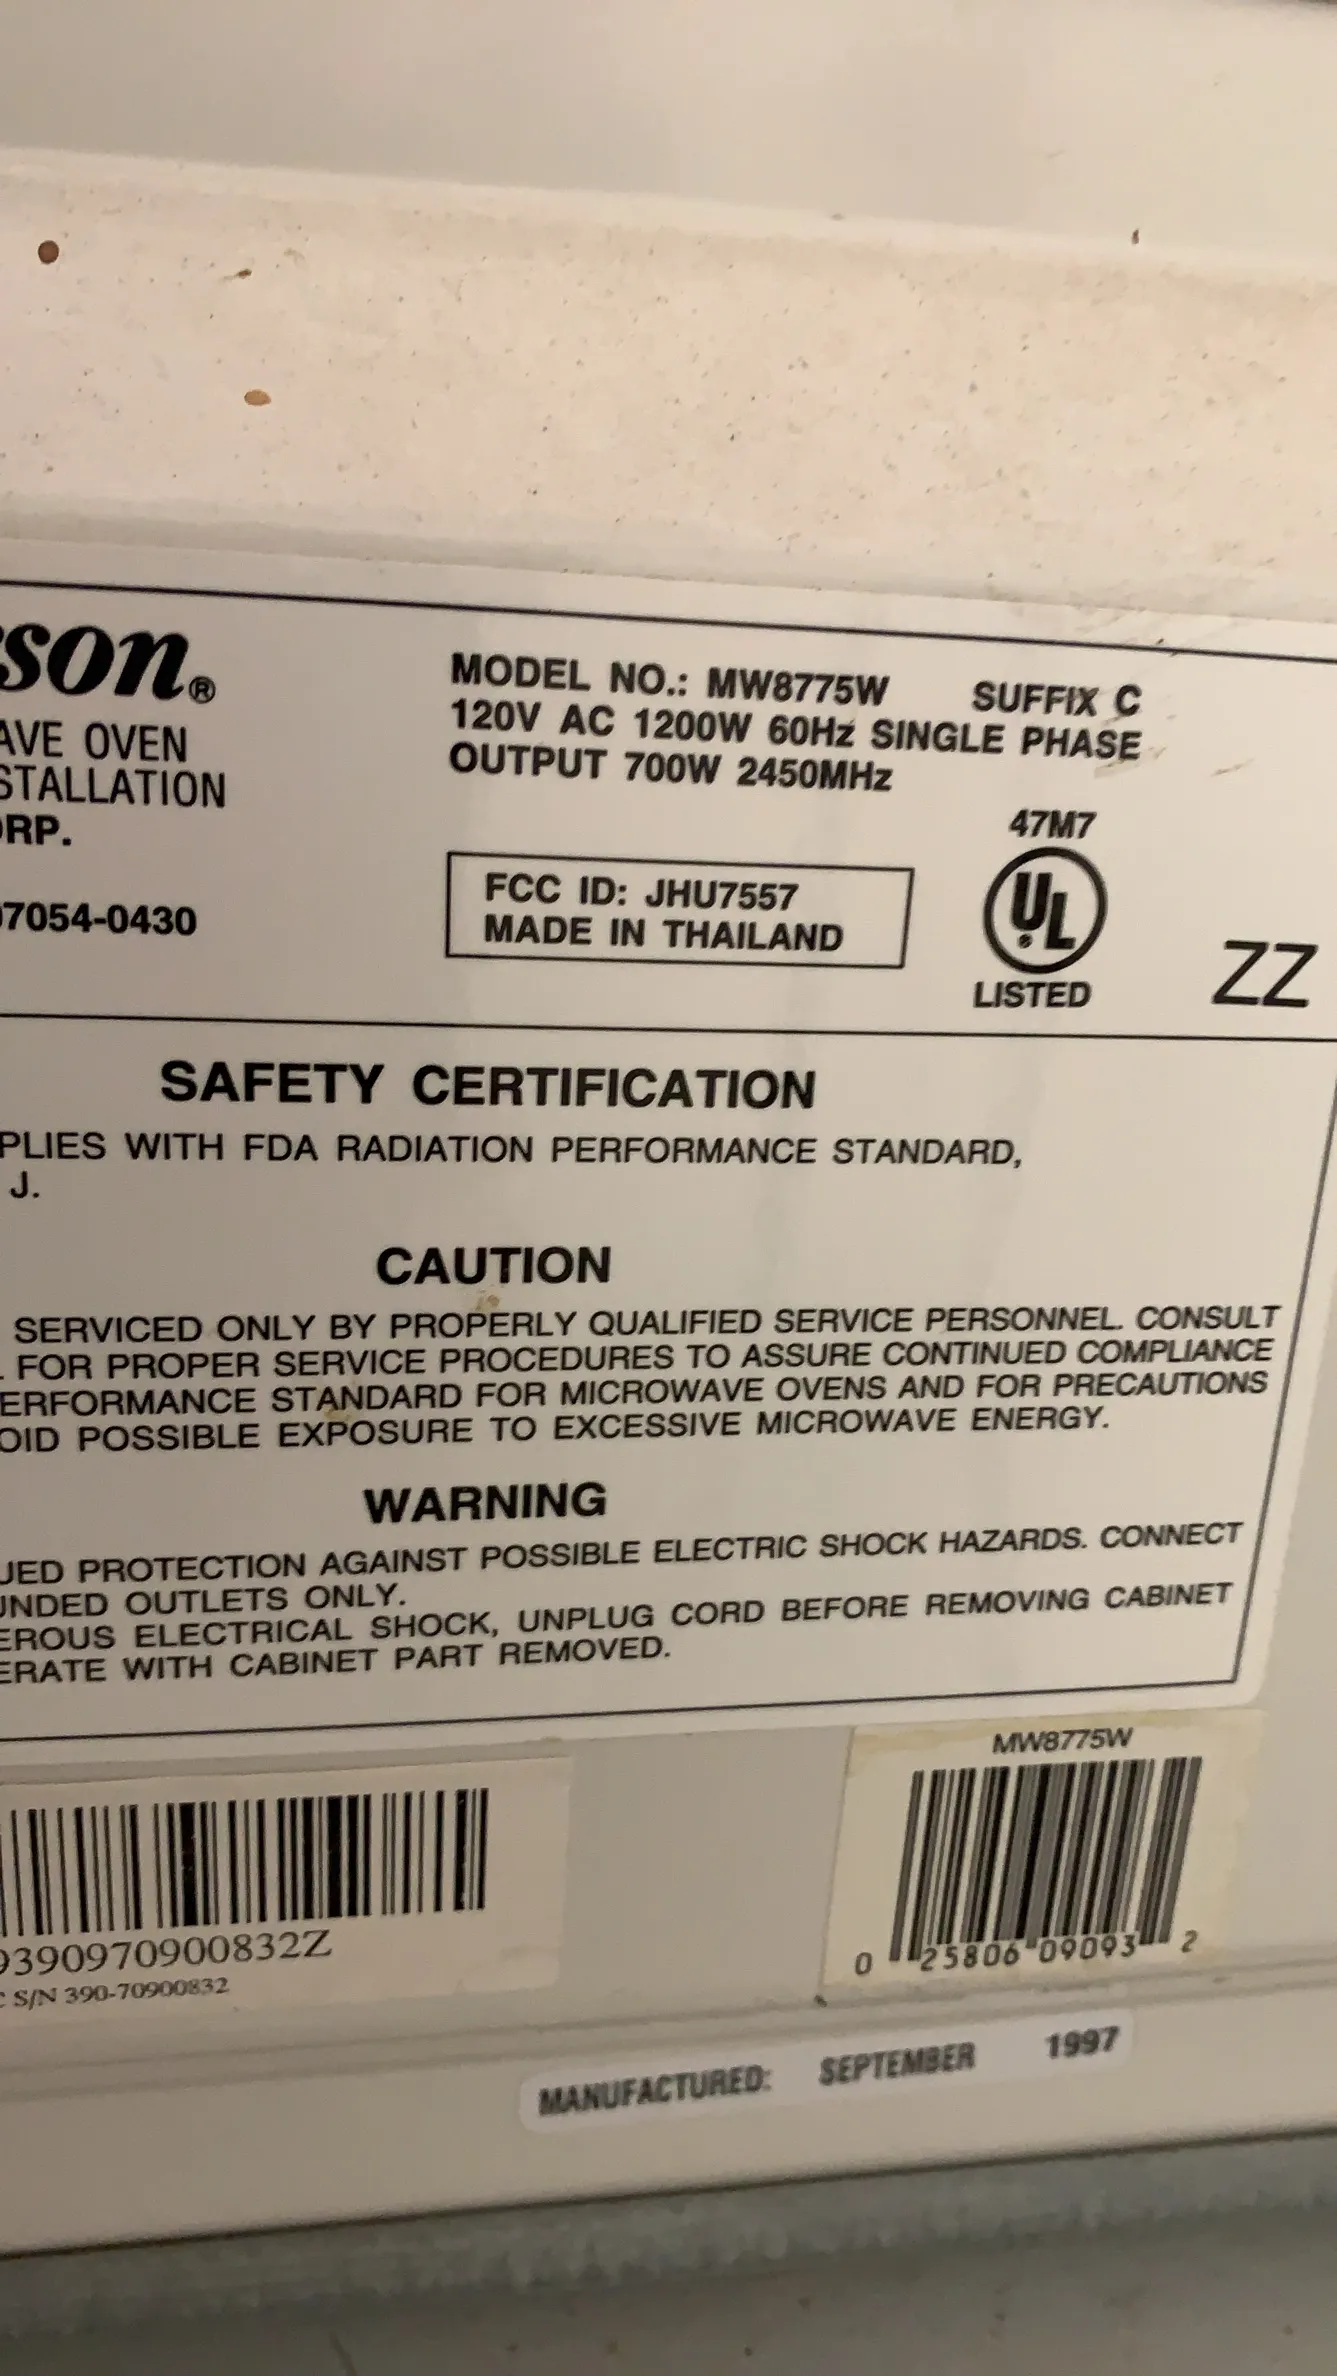 son®
MODEL NO.: MW8775W SUFFIX C
120V AC 1200W 60Hz SINGLE PHASE
OUTPUT 700W 2450MHz
AVE OVEN
STALLATION
ORP.
07054-0430
FCC ID: JHU7557
MADE IN THAILAND
47M7
UL
LISTED
ZZ
SAFETY CERTIFICATION
PLIES WITH FDA RADIATION PERFORMANCE STANDARD,
J.
CAUTION
SERVICED ONLY BY PROPERLY QUALIFIED SERVICE PERSONNEL. CONSULT
FOR PROPER SERVICE PROCEDURES TO ASSURE CONTINUED COMPLIANCE
ERFORMANCE STANDARD FOR MICROWAVE OVENS AND FOR PRECAUTIONS
OID POSSIBLE EXPOSURE TO EXCESSIVE MICROWAVE ENERGY.
WARNING
UED PROTECTION AGAINST POSSIBLE ELECTRIC SHOCK HAZARDS. CONNECT
UNDED OUTLETS ONLY.
EROUS ELECTRICAL SHOCK, UNPLUG CORD BEFORE REMOVING CABINET
ERATE WITH CABINET PART REMOVED.
9390970900832Z
S/N 390-70900832
MW8775W
0 25806 09093 2
MANUFACTURED: SEPTEMBER 1997